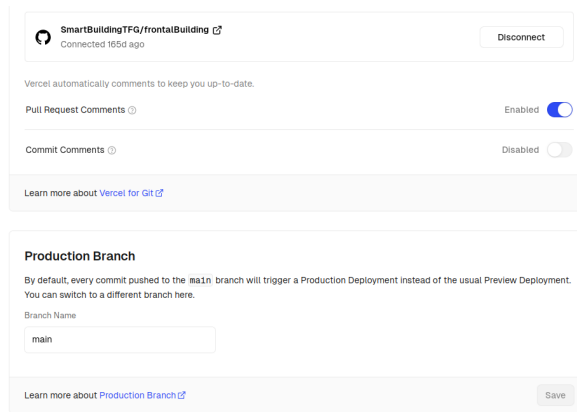 SmartBuildingTFG/frontalBuilding
Connected 165d ago
Disconnect
Vercel automatically comments to keep you up-to-date.
Pull Request Comments
Enabled
Commit Comments
Disabled
Learn more about Vercel for Git
Production Branch
By default, every commit pushed to the main branch will trigger a Production Deployment instead of the usual Preview Deployment.
You can switch to a different branch here.
Branch Name
main
Learn more about Production Branch
Save